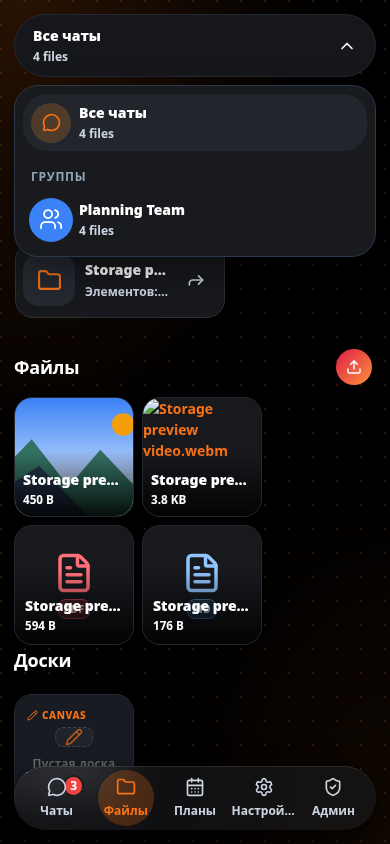 Все чаты
4 files
Все чаты
4 files
ГРУППЫ
Planning Team
4 files
Storage p...
Элементов:...
Файлы
Storage pre...
450 B
Storage preview video.webm
Storage pre...
3.8 KB
Storage pre...
594 B
Storage pre...
176 B
Доски
CANVAS
Пустая доска
3
Чаты
Файлы
Планы
Настрой...
Админ